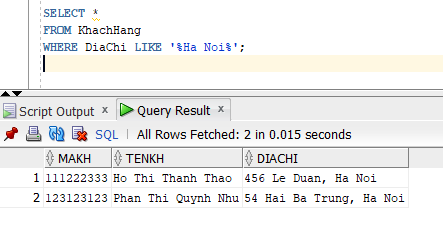 SELECT *
FROM KhachHang
WHERE DiaChi LIKE '%Ha Noi%';
Script Output x Query Result x
SQL | All Rows Fetched: 2 in 0.015 seconds
MAKH TENKH DIACHI
1 111222333 Ho Thi Thanh Thao 456 Le Duan, Ha Noi
2 123123123 Phan Thi Quynh Nhu 54 Hai Ba Trung, Ha Noi